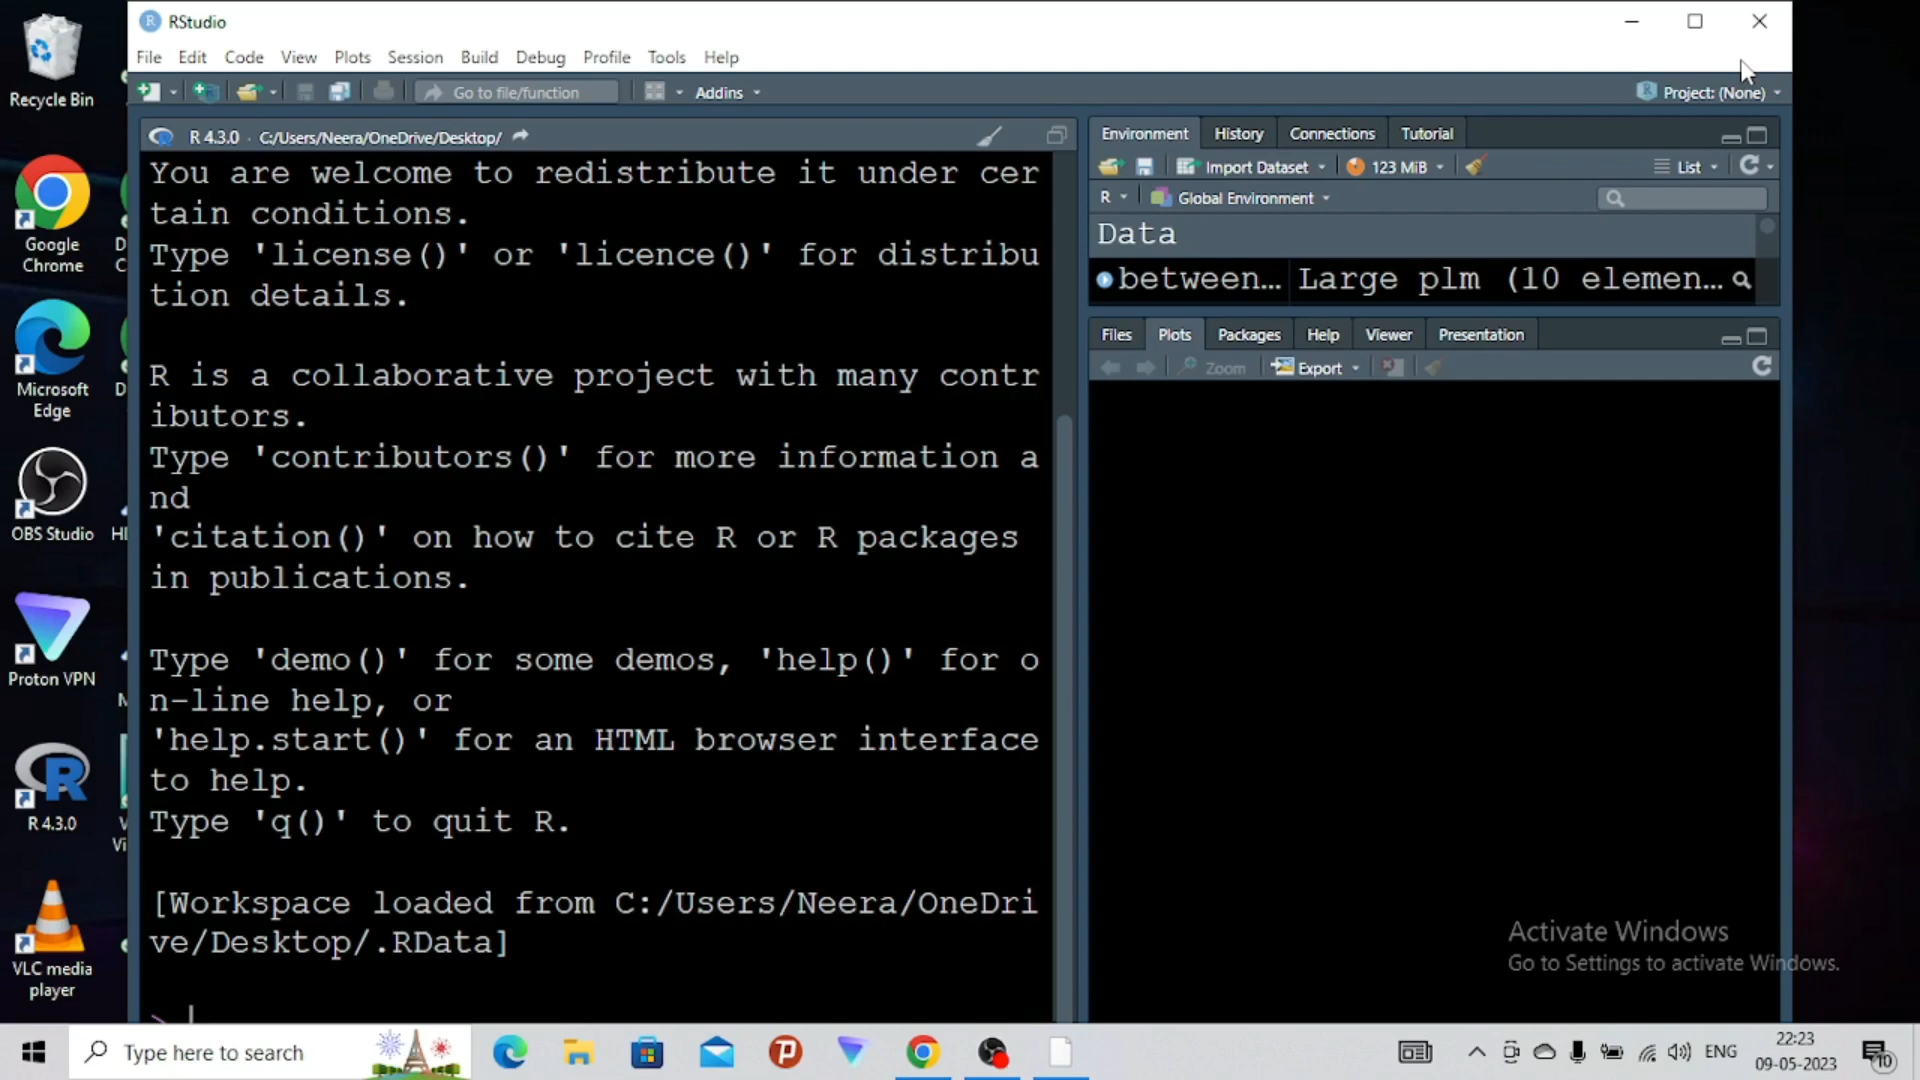 RStudio
File Edit Code View Plots Session Build Debug Profile Tools Help
Go to file/function Addins Project: (None)
R 4.3.0 · C:/Users/Neera/OneDrive/Desktop/
You are welcome to redistribute it under cer
tain conditions.
Type 'license()' or 'licence()' for distribu
tion details.
R is a collaborative project with many contr
ibutors.
Type 'contributors()' for more information a
nd
'citation()' on how to cite R or R packages
in publications.
Type 'demo()' for some demos, 'help()' for o
n-line help, or
'help.start()' for an HTML browser interface
to help.
Type 'q()' to quit R.
[Workspace loaded from C:/Users/Neera/OneDri
ve/Desktop/.RData]
>
Environment History Connections Tutorial
Import Dataset 123 MiB List
R Global Environment
Data
between... Large plm (10 elemen...
Files Plots Packages Help Viewer Presentation
Zoom Export
Activate Windows
Go to Settings to activate Windows.
Recycle Bin
Google
Chrome
Microsoft
Edge
OBS Studio
Proton VPN
R 4.3.0
VLC media
player
Type here to search
ENG
22:23
09-05-2023
10